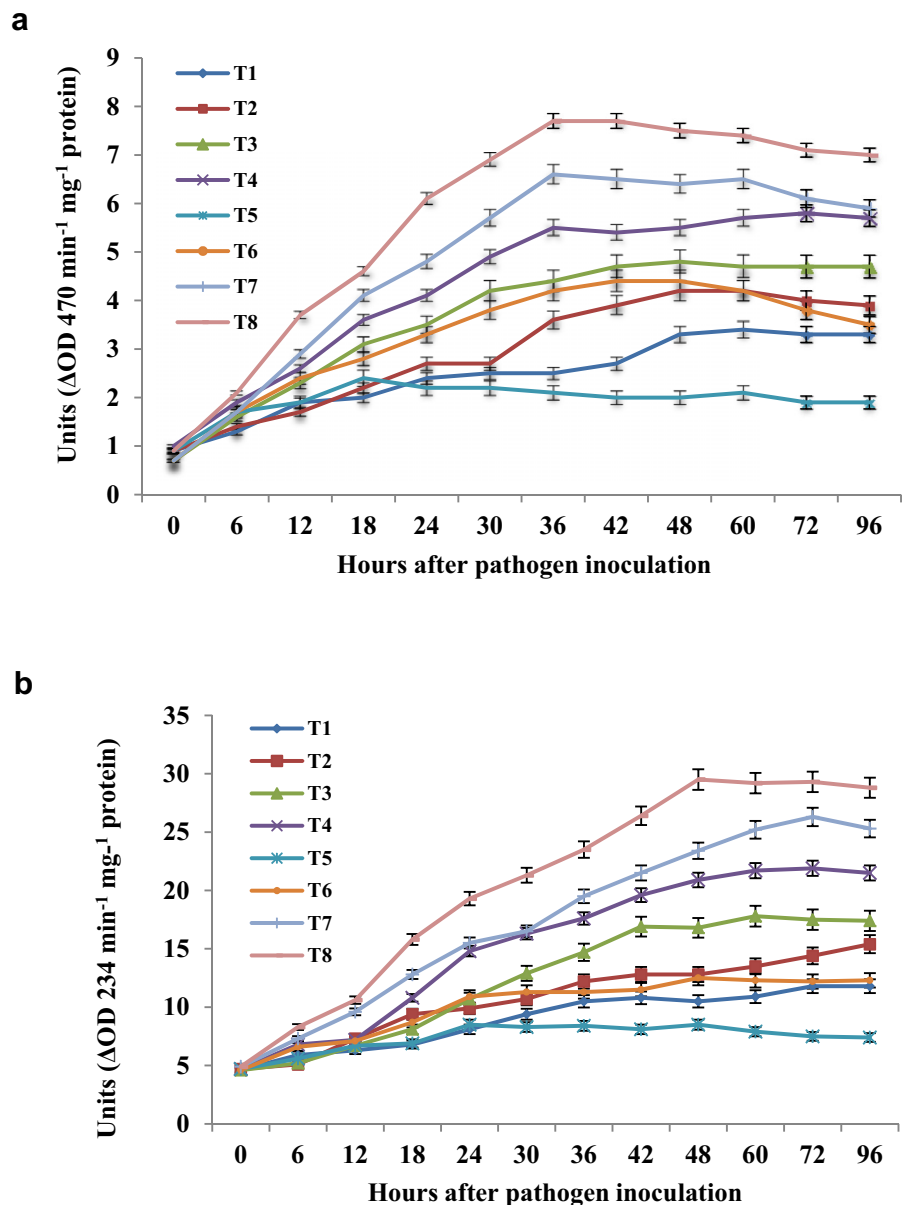 a
Units (ΔOD 470 min⁻¹ mg⁻¹ protein)
9
8
7
6
5
4
3
2
1
0
T1
T2
T3
T4
T5
T6
T7
T8
0 6 12 18 24 30 36 42 48 60 72 96
Hours after pathogen inoculation
b
Units (ΔOD 234 min⁻¹ mg-¹ protein)
35
30
25
20
15
10
5
0
T1
T2
T3
T4
T5
T6
T7
T8
0 6 12 18 24 30 36 42 48 60 72 96
Hours after pathogen inoculation